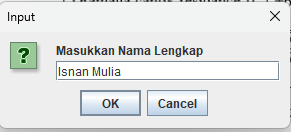 Input
Masukkan Nama Lengkap
Isnan Mulia
OK
Cancel